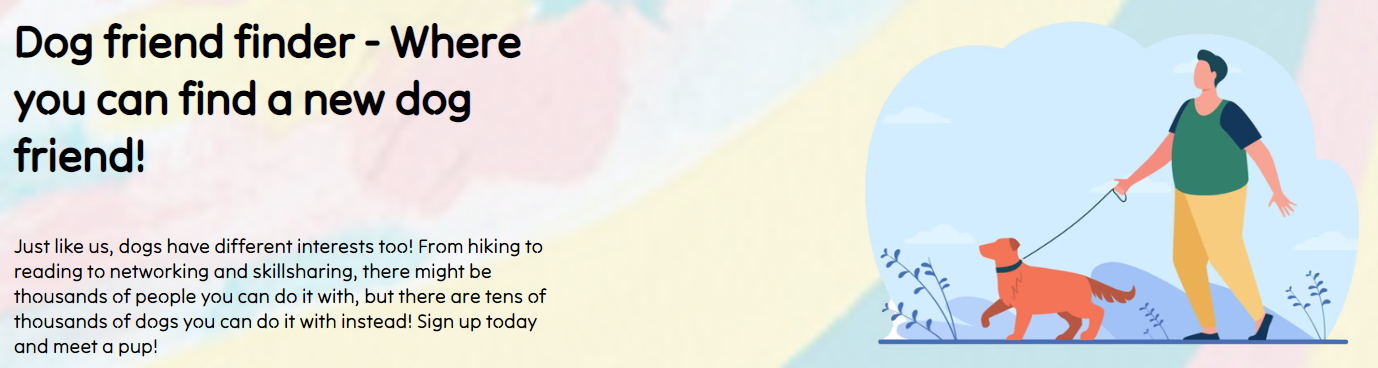 Dog friend finder - Where
you can find a new dog
friend!
Just like us, dogs have different interests too! From hiking to
reading to networking and skillsharing, there might be
thousands of people you can do it with, but there are tens of
thousands of dogs you can do it with instead! Sign up today
and meet a pup!